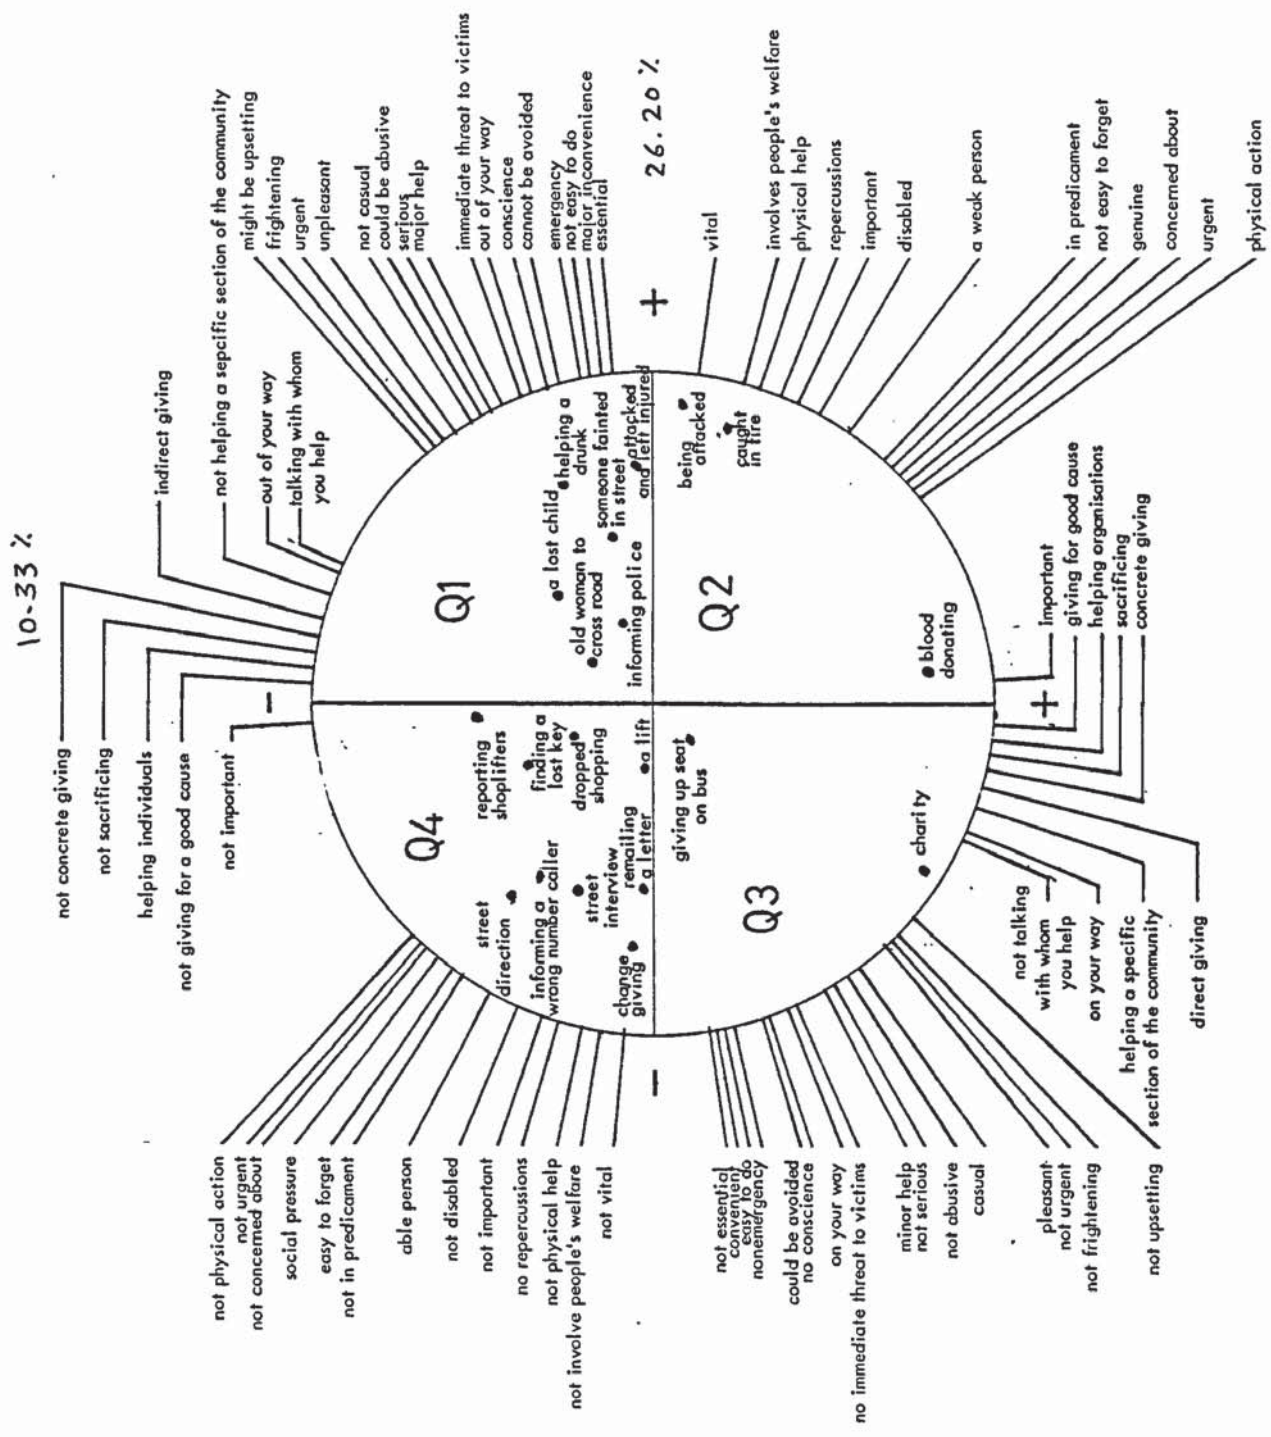 10-33 %
not concrete giving
not sacrificing
helping individuals
not giving for a good cause
not important
−
indirect giving
not helping a sepcific section of the community
out of your way
talking with whom
you help
might be upsetting
frightening
urgent
unpleasant
not casual
could be abusive
serious
major help
immediate threat to victims
out of your way
conscience
cannot be avoided
emergency
not easy to do
major inconvenience
essential
26.20 %
+
vital
involves people's welfare
physical help
repercussions
important
disabled
a weak person
in predicament
not easy to forget
genuine
concerned about
urgent
physical action
Q1
a lost child
helping a
drunk
old woman to
cross road
someone fainted
in street
attacked
and left injured
informing police
Q2
being
attacked
caught
in fire
blood
donating
Q4
reporting
shoplifters
finding a
lost key
dropped
shopping
a lift
street
direction
informing a
wrong number caller
street
interview
remailing
a letter
change
giving
Q3
giving up seat
on bus
charity
+
important
giving for good cause
helping organisations
sacrificing
concrete giving
not talking
with whom
you help
on your way
helping a specific
section of the community
direct giving
−
not physical action
not urgent
not concerned about
social pressure
easy to forget
not in predicament
able person
not disabled
not important
no repercussions
not physical help
not involve people's welfare
not vital
not essential
convenient
easy to do
nonemergency
could be avoided
no conscience
on your way
no immediate threat to victims
minor help
not serious
not abusive
casual
pleasant
not urgent
not frightening
not upsetting